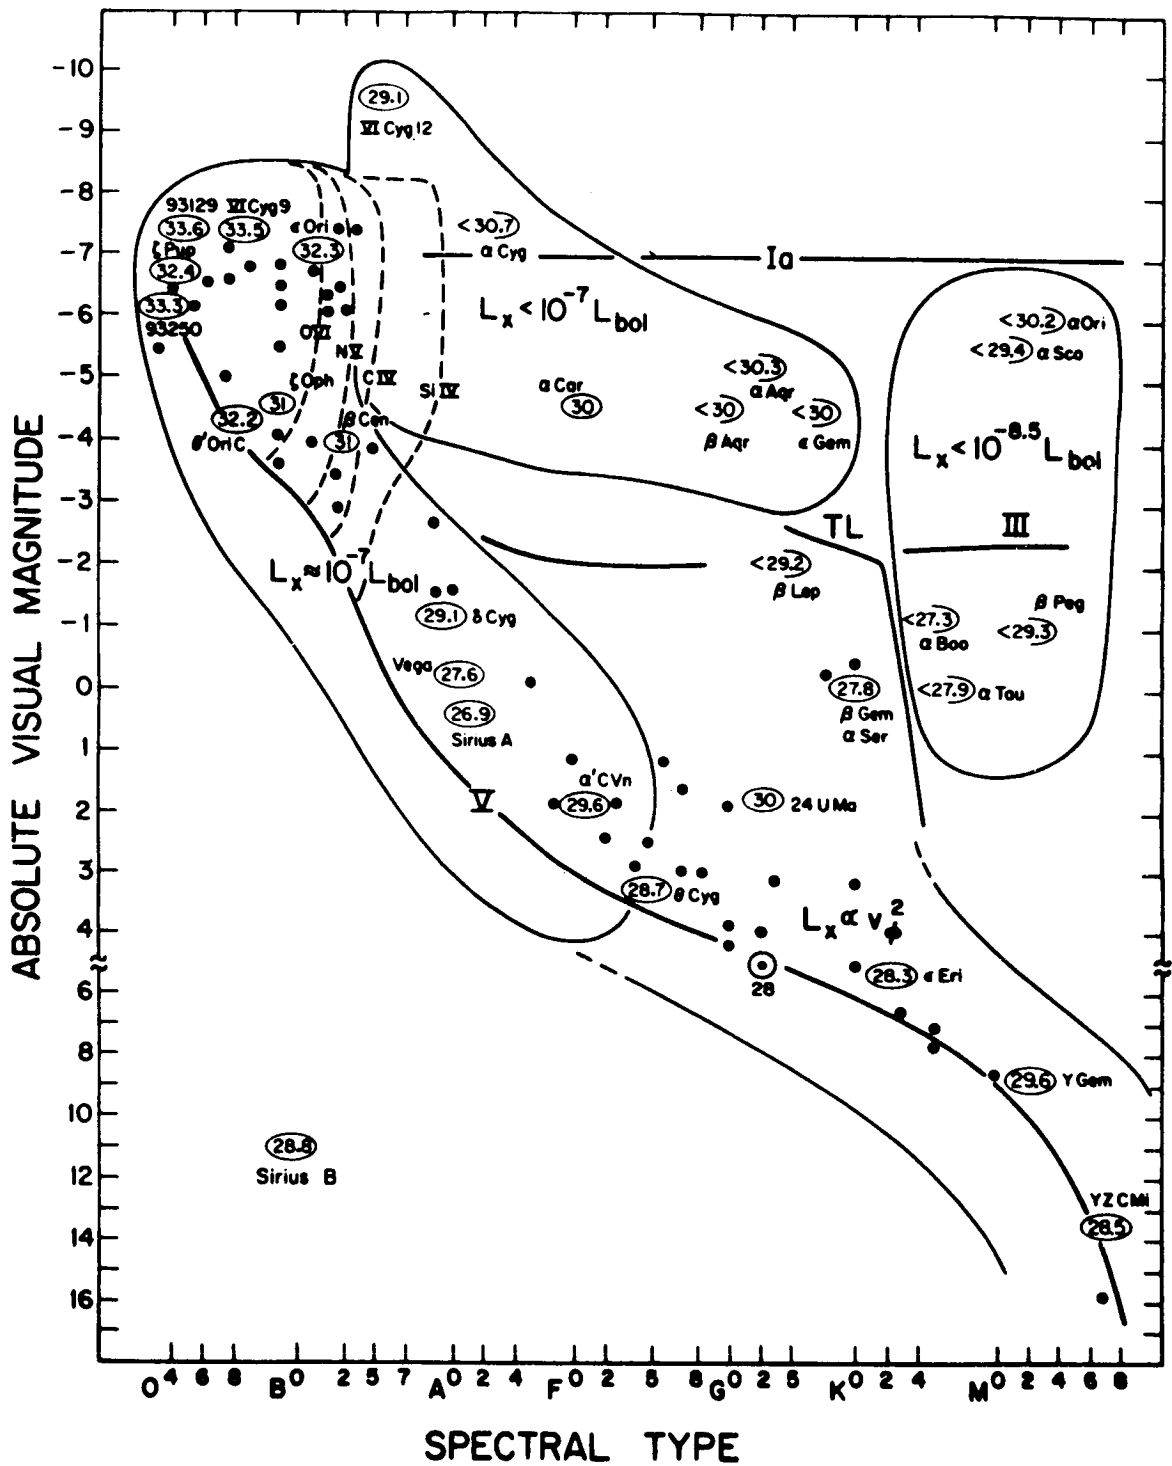 ABSOLUTE VISUAL MAGNITUDE
-10
-9
-8
-7
-6
-5
-4
-3
-2
-1
0
1
2
3
4
6
8
10
12
14
16
29.1
VI Cyg 12
93129 VI Cyg 9
33.6 33.5
ϵ Ori
32.3
ζ Pup
32.4
33.3
93250
<30.7
α Cyg
Ia
Lx < 10^-7 Lbol
OVI
NV
CIV
Si IV
ζ Oph
31
32.2
θ' Ori C
β Cen
31
α Car
30
<30.3
α Aqr
<30
β Aqr
<30
ϵ Gem
<30.2 α Ori
<29.4 α Sco
Lx < 10^-8.5 Lbol
III
TL
<29.2
β Lep
β Peg
<27.3
α Boo
<29.3
<27.9 α Tau
Lx ≈ 10^-7 Lbol
29.1 δ Cyg
Vega
27.6
26.9
Sirius A
27.8
β Gem
α Ser
α' CVn
29.6
V
30 24 U Ma
28.7 θ Cyg
Lx ∝ v^2
28
28.3 ϵ Eri
29.6 Y Gem
28.8
Sirius B
YZ CMi
28.5
O 4 6 8 B 0 2 5 7 A 0 2 4 F 0 2 5 8 G 0 2 5 K 0 2 4 M 0 2 4 6 8
SPECTRAL TYPE